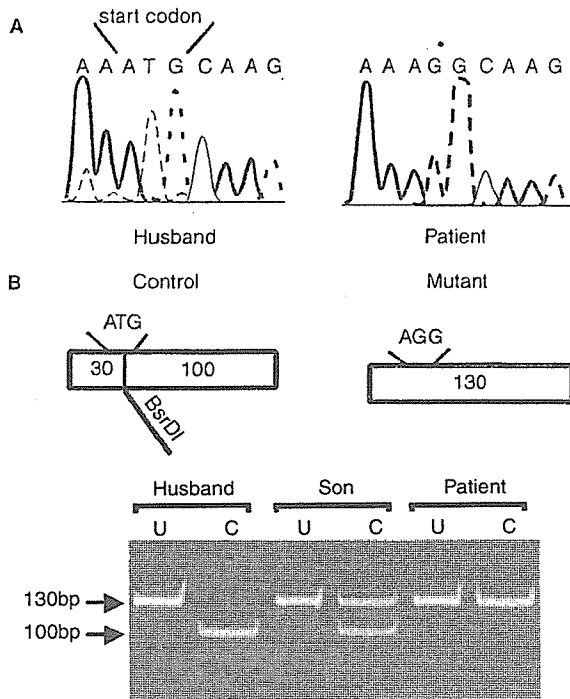 A
start codon
A A A T G C A A G
A A A G G C A A G
Husband
Patient
B
Control
Mutant
ATG
30
100
BsrDI
AGG
130
Husband
Son
Patient
U C U C U C
130bp
100bp